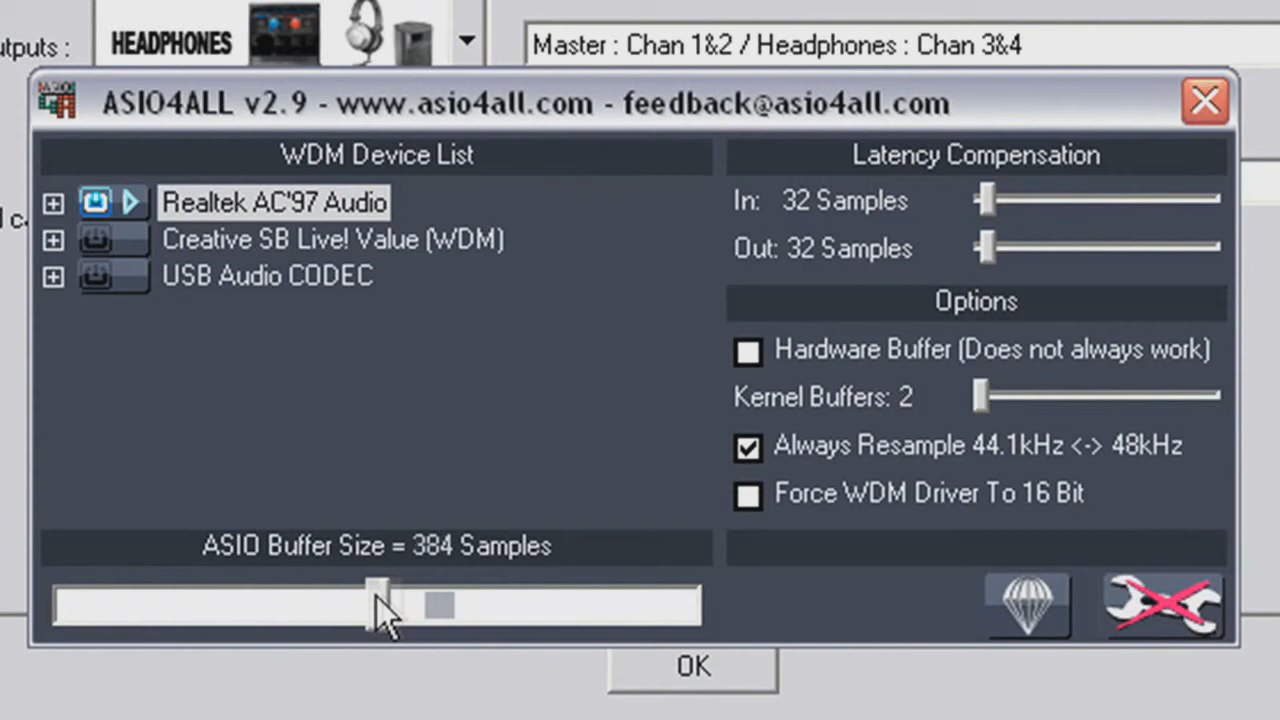 utputs :
HEADPHONES
Master : Chan 1&2 / Headphones : Chan 3&4
ASIO4ALL v2.9 - www.asio4all.com - feedback@asio4all.com
WDM Device List
Realtek AC'97 Audio
Creative SB Live! Value (WDM)
USB Audio CODEC
ASIO Buffer Size = 384 Samples
Latency Compensation
In: 32 Samples
Out: 32 Samples
Options
Hardware Buffer (Does not always work)
Kernel Buffers: 2
Always Resample 44.1kHz <-> 48kHz
Force WDM Driver To 16 Bit
OK